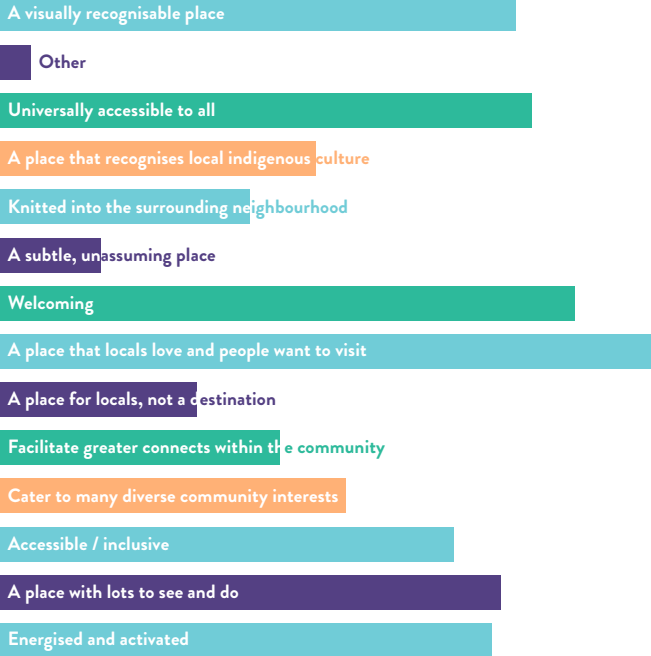 A visually recognisable place
Other
Universally accessible to all
A place that recognises local indigenous culture
Knitted into the surrounding neighbourhood
A subtle, unassuming place
Welcoming
A place that locals love and people want to visit
A place for locals, not a destination
Facilitate greater connects within the community
Cater to many diverse community interests
Accessible / inclusive
A place with lots to see and do
Energised and activated